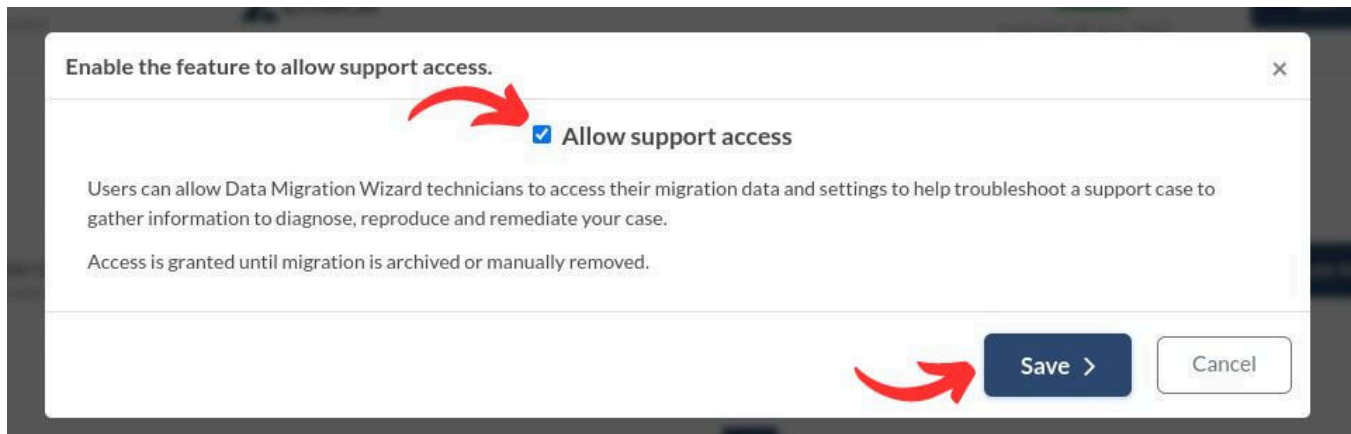 Enable the feature to allow support access.
×
Allow support access
Users can allow Data Migration Wizard technicians to access their migration data and settings to help troubleshoot a support case to
gather information to diagnose, reproduce and remediate your case.
Access is granted until migration is archived or manually removed.
Save >
Cancel